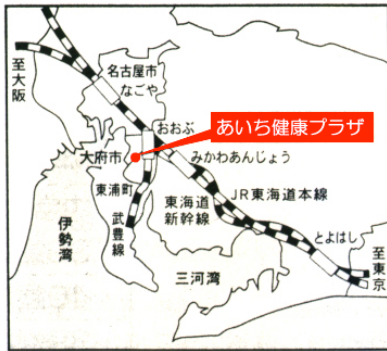 至大阪
名古屋市
なごや
おおぶ
あいち健康プラザ
大府市
みかわあんじょう
東浦町
武豊線
東海道
新幹線
JR東海道本線
伊勢湾
とよはし
三河湾
至東京